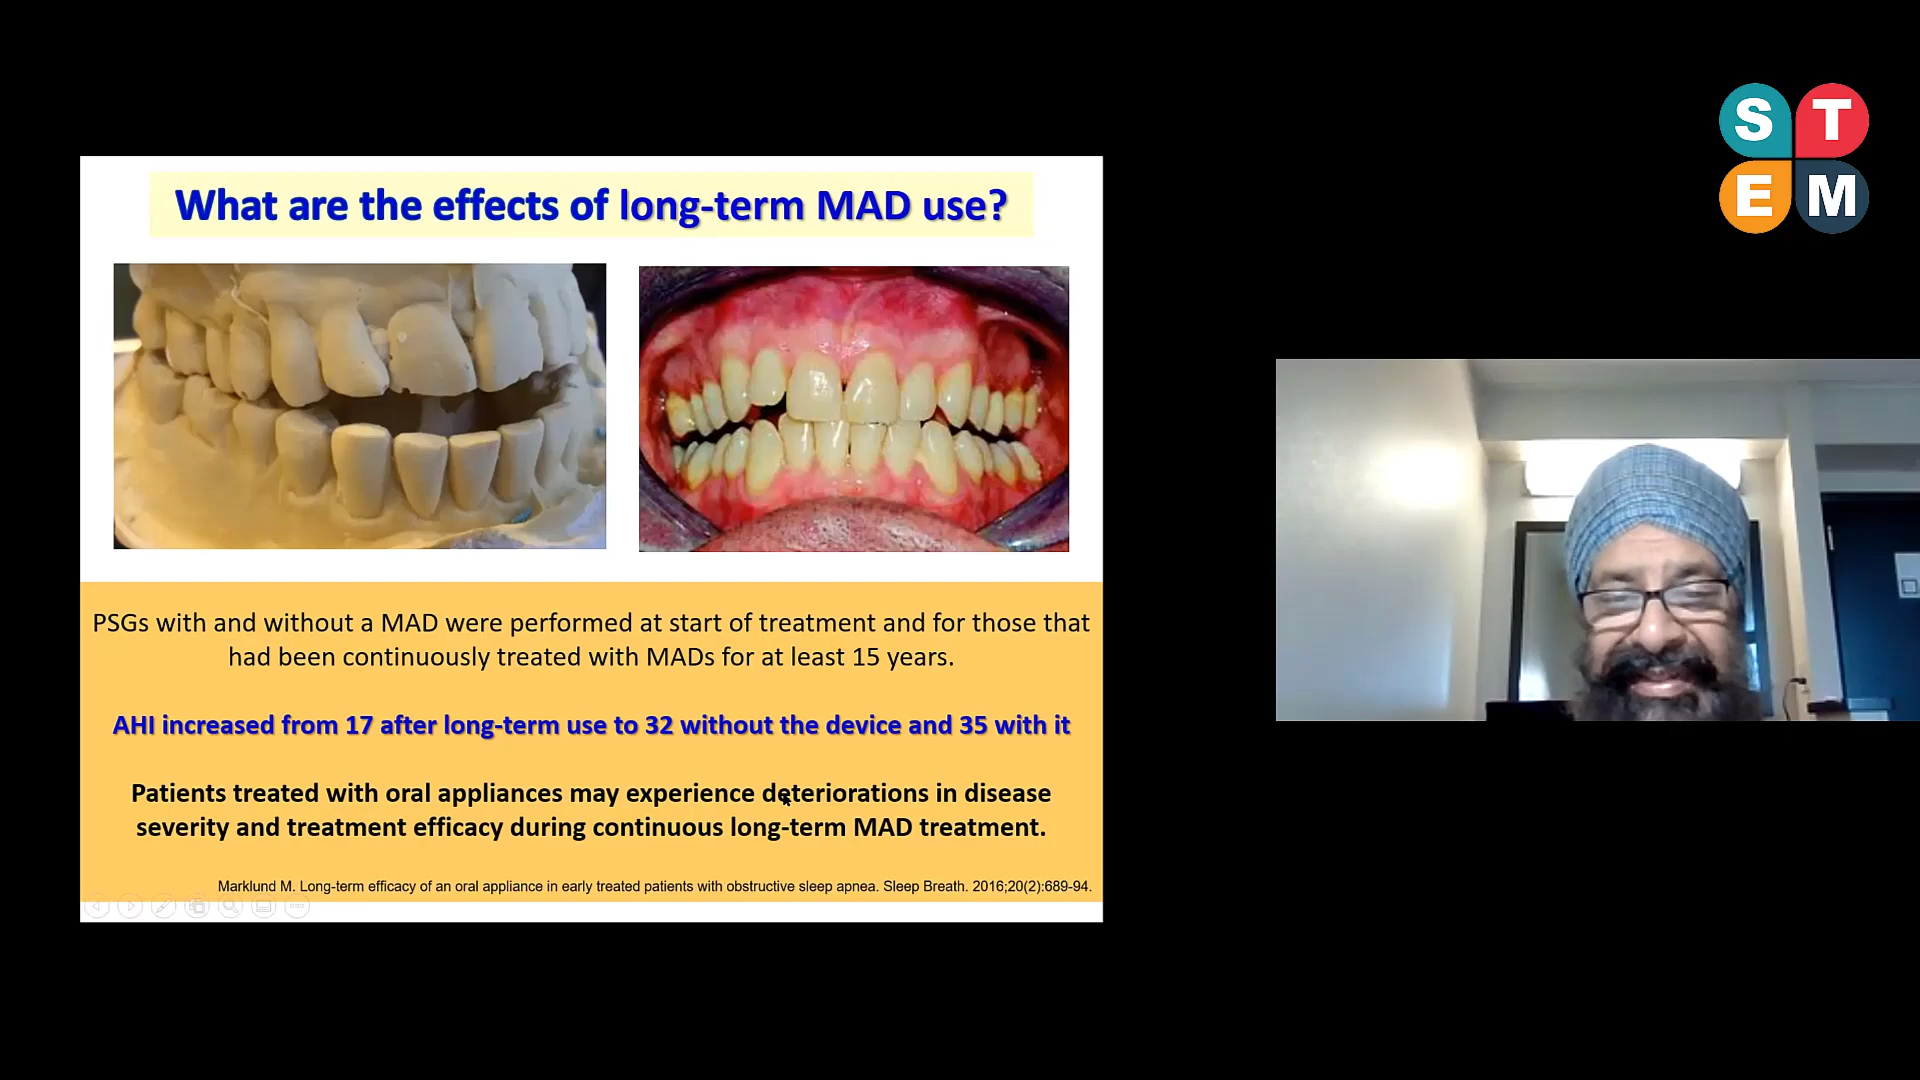 What are the effects of long-term MAD use?
PSGs with and without a MAD were performed at start of treatment and for those that
had been continuously treated with MADs for at least 15 years.
AHI increased from 17 after long-term use to 32 without the device and 35 with it
Patients treated with oral appliances may experience deteriorations in disease
severity and treatment efficacy during continuous long-term MAD treatment.
Marklund M. Long-term efficacy of an oral appliance in early treated patients with obstructive sleep apnea. Sleep Breath. 2016;20(2):689-94.
S T
E M